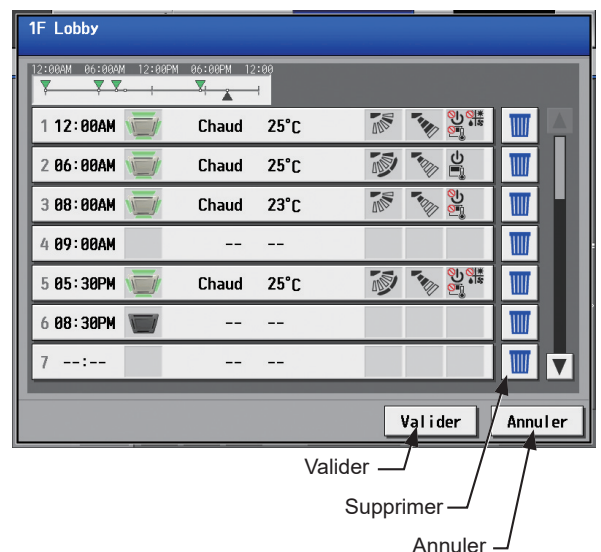 1F Lobby
12:00AM 06:00AM 12:00PM 06:00PM 12:00
1 12:00AM Chaud 25°C
2 06:00AM Chaud 25°C
3 08:00AM Chaud 23°C
4 09:00AM -- --
5 05:30PM Chaud 25°C
6 08:30PM -- --
7 --:-- -- --
Valider Annuler
Valider
Supprimer
Annuler